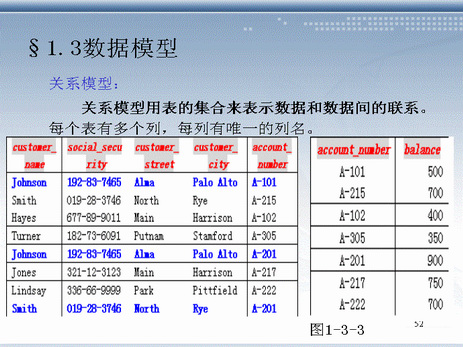 §1.3数据模型
关系模型：
关系模型用表的集合来表示数据和数据间的联系。
每个表有多个列，每列有唯一的列名。
customer_name social_security customer_street customer_city account_number
Johnson 192-83-7465 Alma Palo Alto A-101
Smith 019-28-3746 North Rye A-215
Hayes 677-89-9011 Main Harrison A-102
Turner 182-73-6091 Putnam Stamford A-305
Johnson 192-83-7465 Alma Palo Alto A-201
Jones 321-12-3123 Main Harrison A-217
Lindsay 336-66-9999 Park Pittfield A-222
Smith 019-28-3746 North Rye A-201
account_number balance
A-101 500
A-215 700
A-102 400
A-305 350
A-201 900
A-217 750
A-222 700
图1-3-3
52